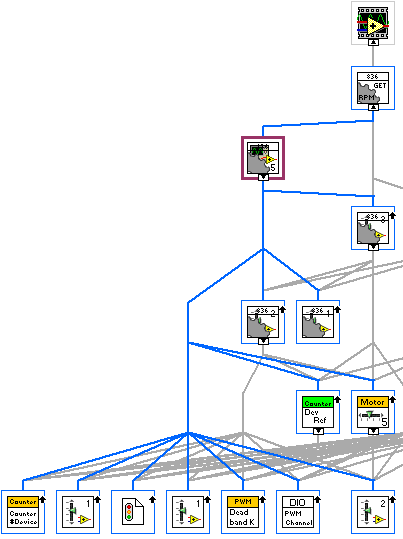 836
GET
RPM
5
836
3
836
2
836
1
Counter
Dev
Ref
Motor
5
Counter
Counter
#Device
1
1
PWM
Dead
band K
DIO
PWM
Channel
2